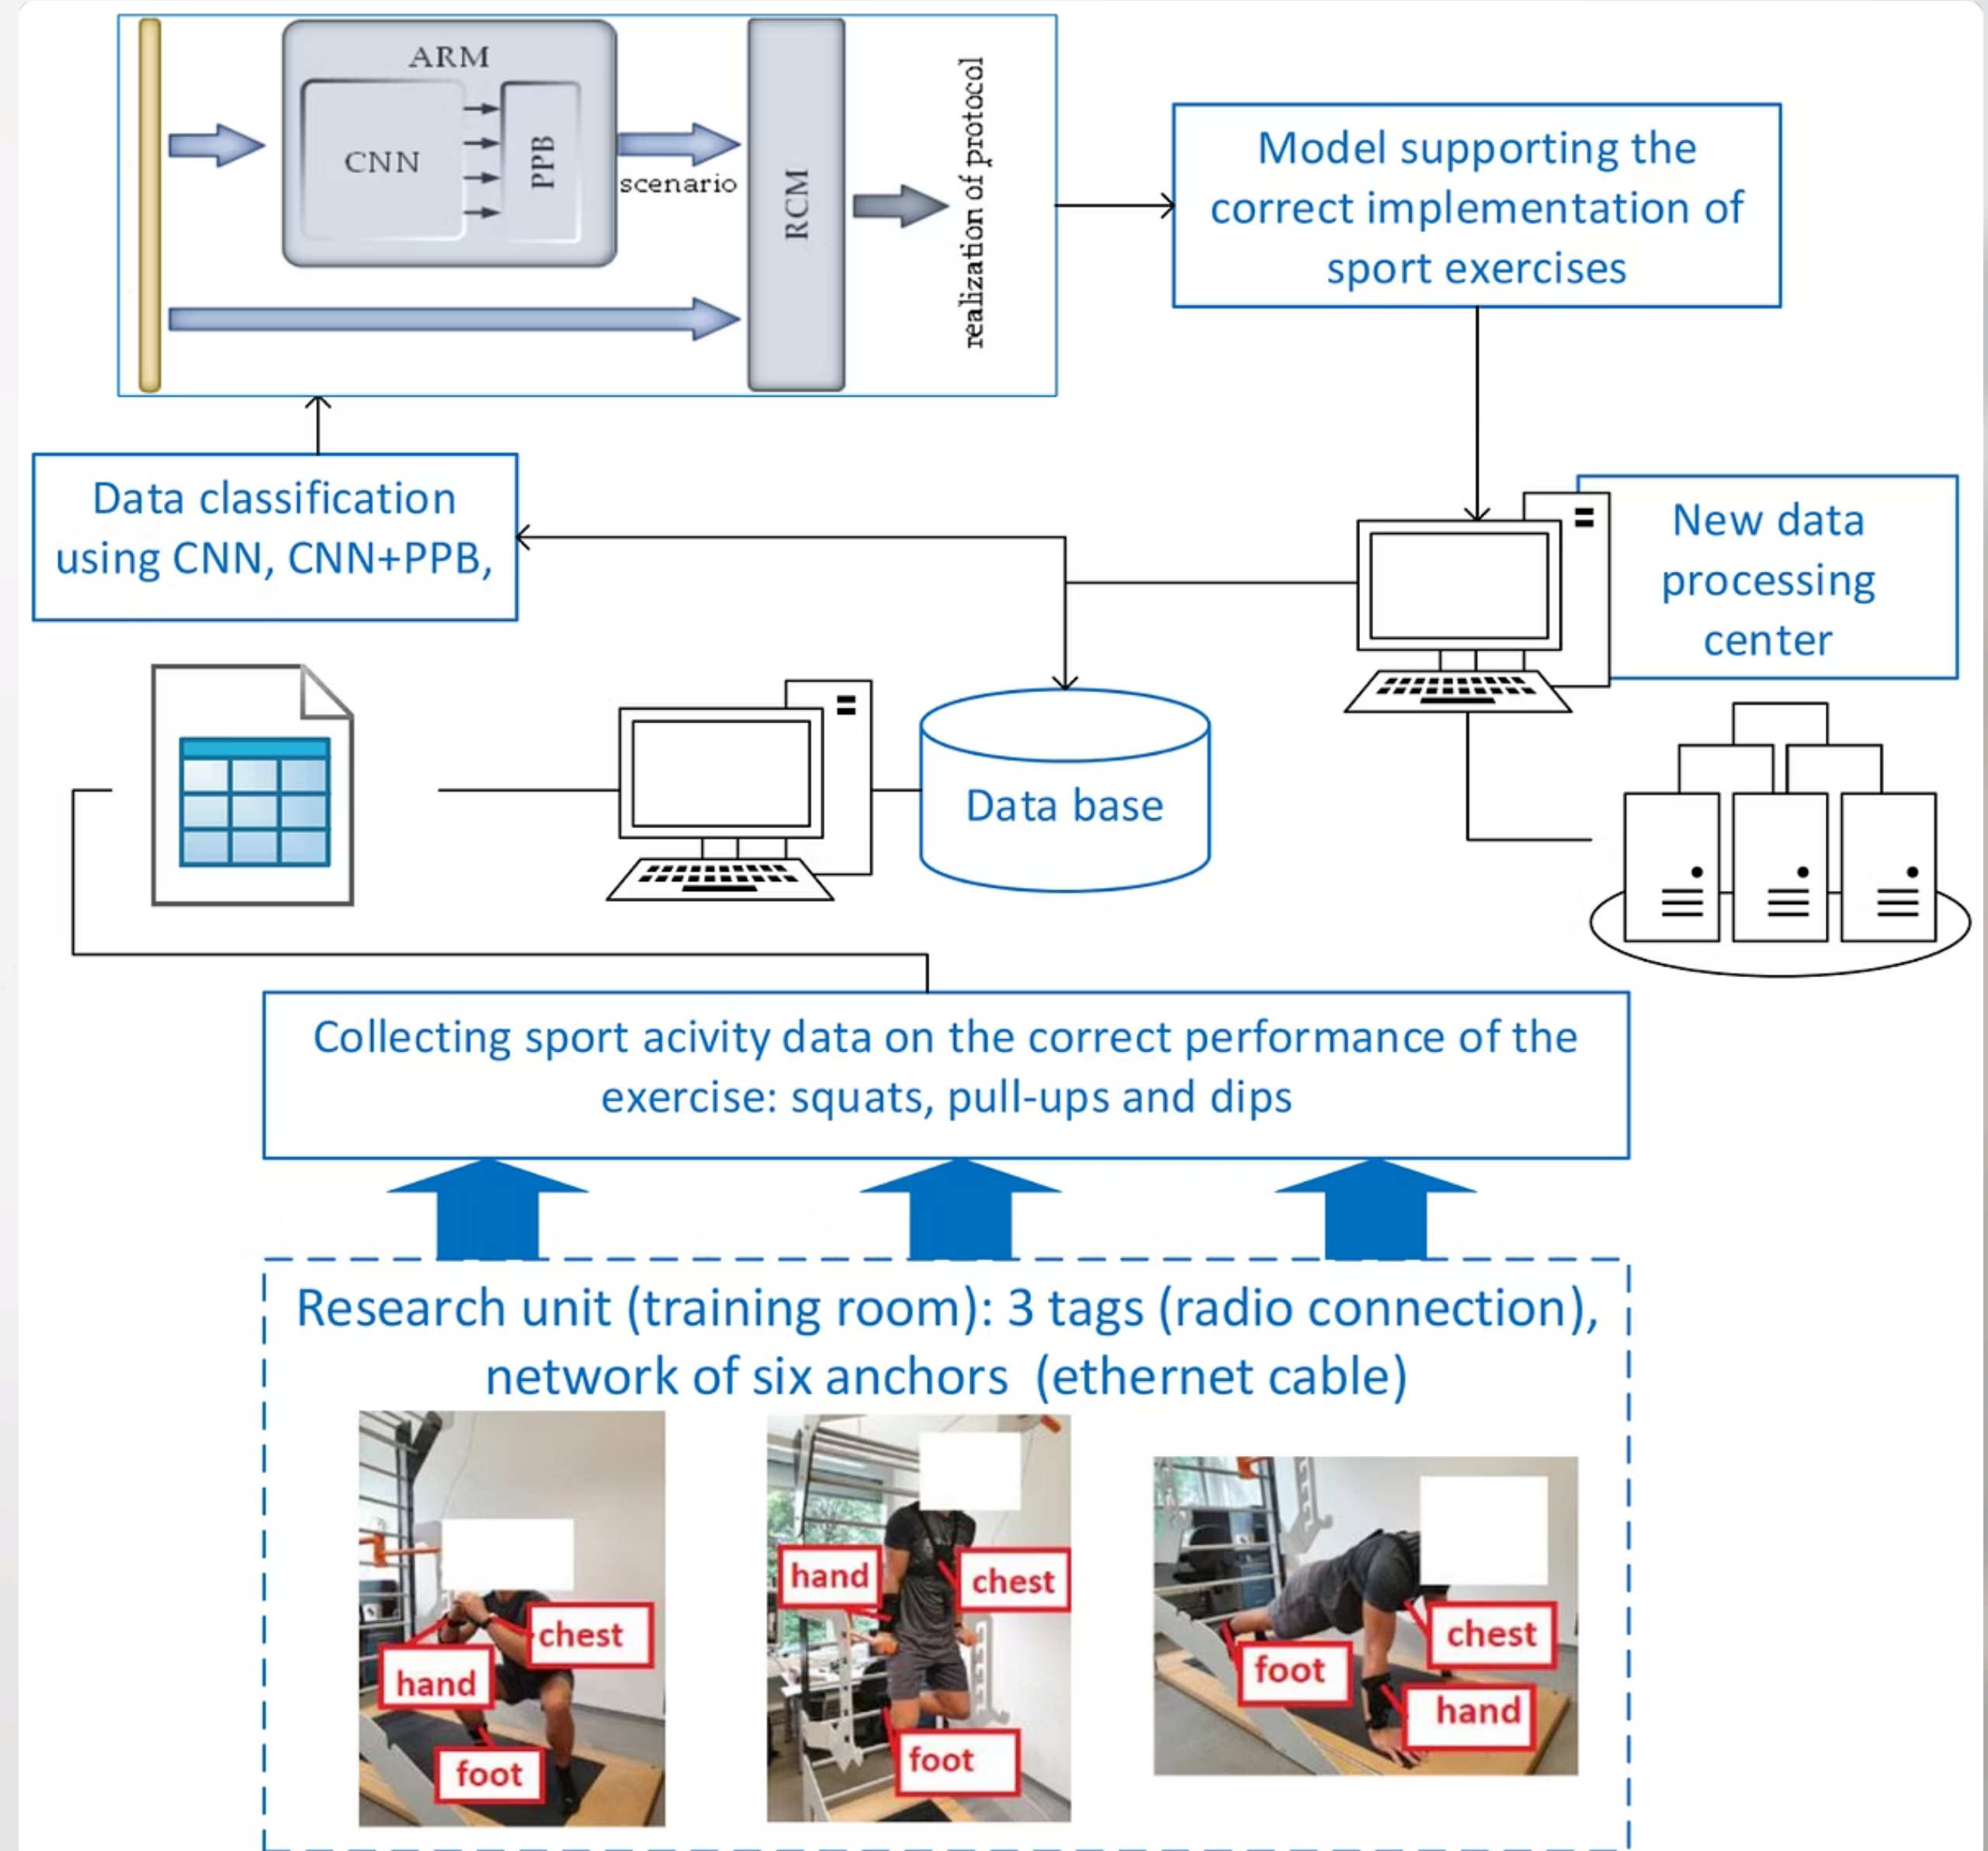 ARM
CNN
PPB
scenario
RCM
realization of protocol
Model supporting the
correct implementation of
sport exercises
Data classification
using CNN, CNN+PPB,
New data
processing
center
Data base
Collecting sport acivity data on the correct performance of the
exercise: squats, pull-ups and dips
Research unit (training room): 3 tags (radio connection),
network of six anchors (ethernet cable)
hand
chest
foot
hand
chest
foot
foot
chest
hand